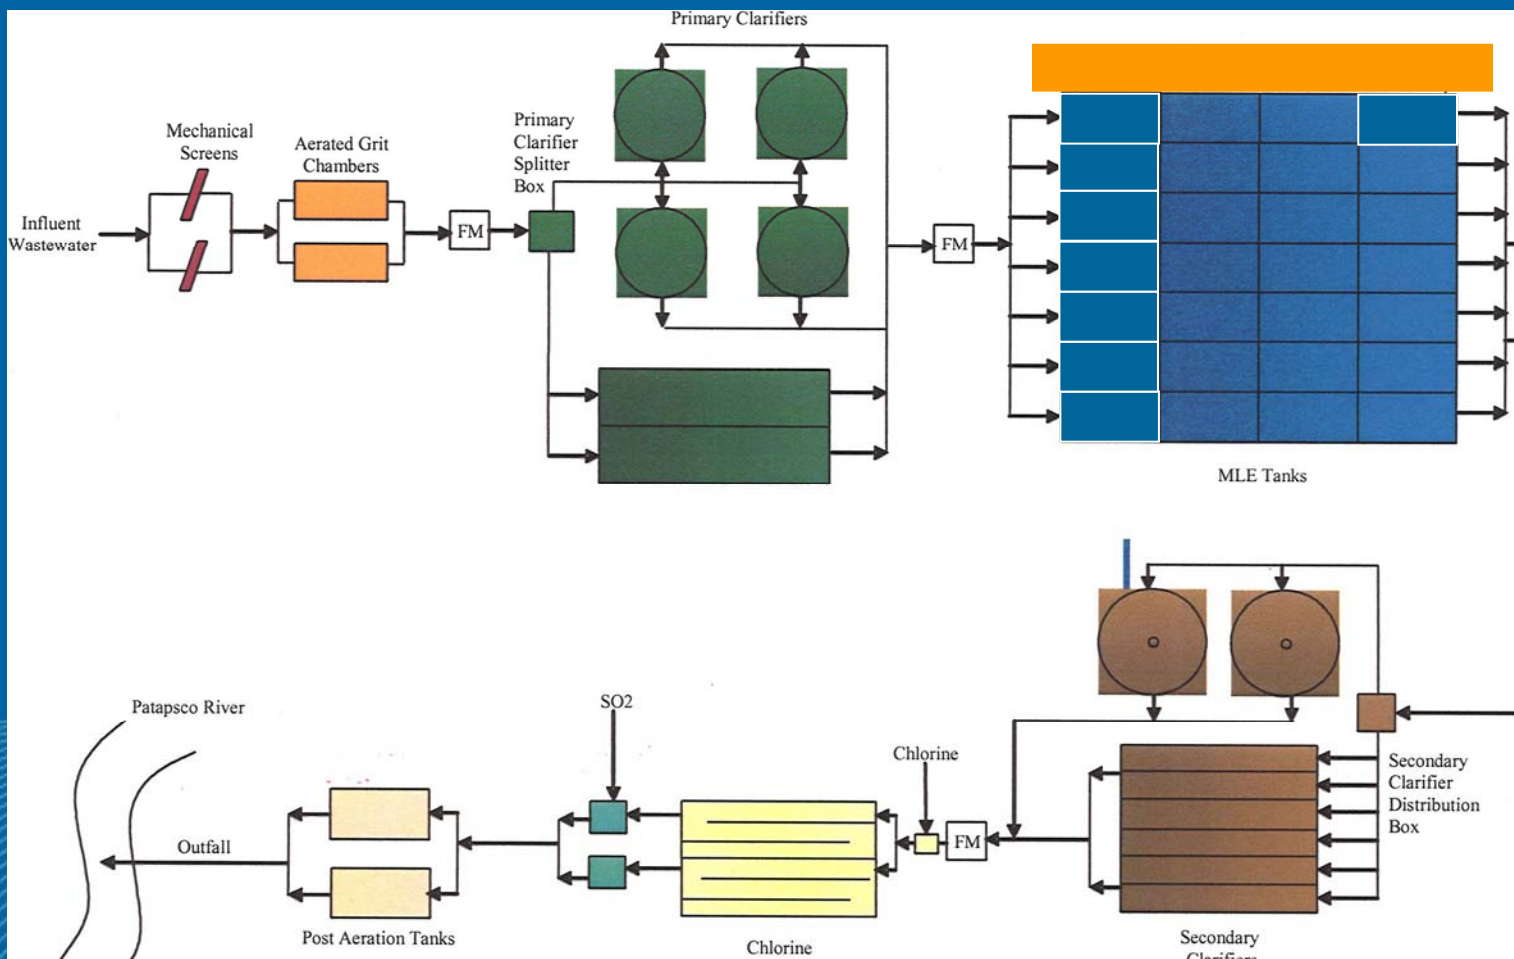 Primary Clarifiers
Mechanical
Screens
Aerated Grit
Chambers
Primary
Clarifier
Splitter
Box
Influent
Wastewater
FM
FM
MLE Tanks
Patapsco River
SO2
Chlorine
Secondary
Clarifier
Distribution
Box
FM
Outfall
Post Aeration Tanks
Chlorine
Secondary
Clarifiers